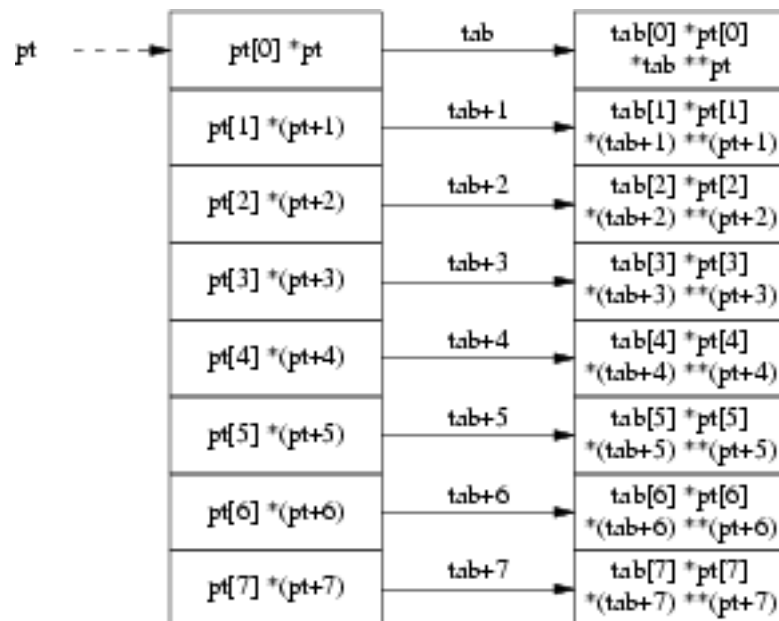 pt
pt[0] *pt
tab
tab[0] *pt[0]
*tab **pt
pt[1] *(pt+1)
tab+1
tab[1] *pt[1]
*(tab+1) **(pt+1)
pt[2] *(pt+2)
tab+2
tab[2] *pt[2]
*(tab+2) **(pt+2)
pt[3] *(pt+3)
tab+3
tab[3] *pt[3]
*(tab+3) **(pt+3)
pt[4] *(pt+4)
tab+4
tab[4] *pt[4]
*(tab+4) **(pt+4)
pt[5] *(pt+5)
tab+5
tab[5] *pt[5]
*(tab+5) **(pt+5)
pt[6] *(pt+6)
tab+6
tab[6] *pt[6]
*(tab+6) **(pt+6)
pt[7] *(pt+7)
tab+7
tab[7] *pt[7]
*(tab+7) **(pt+7)